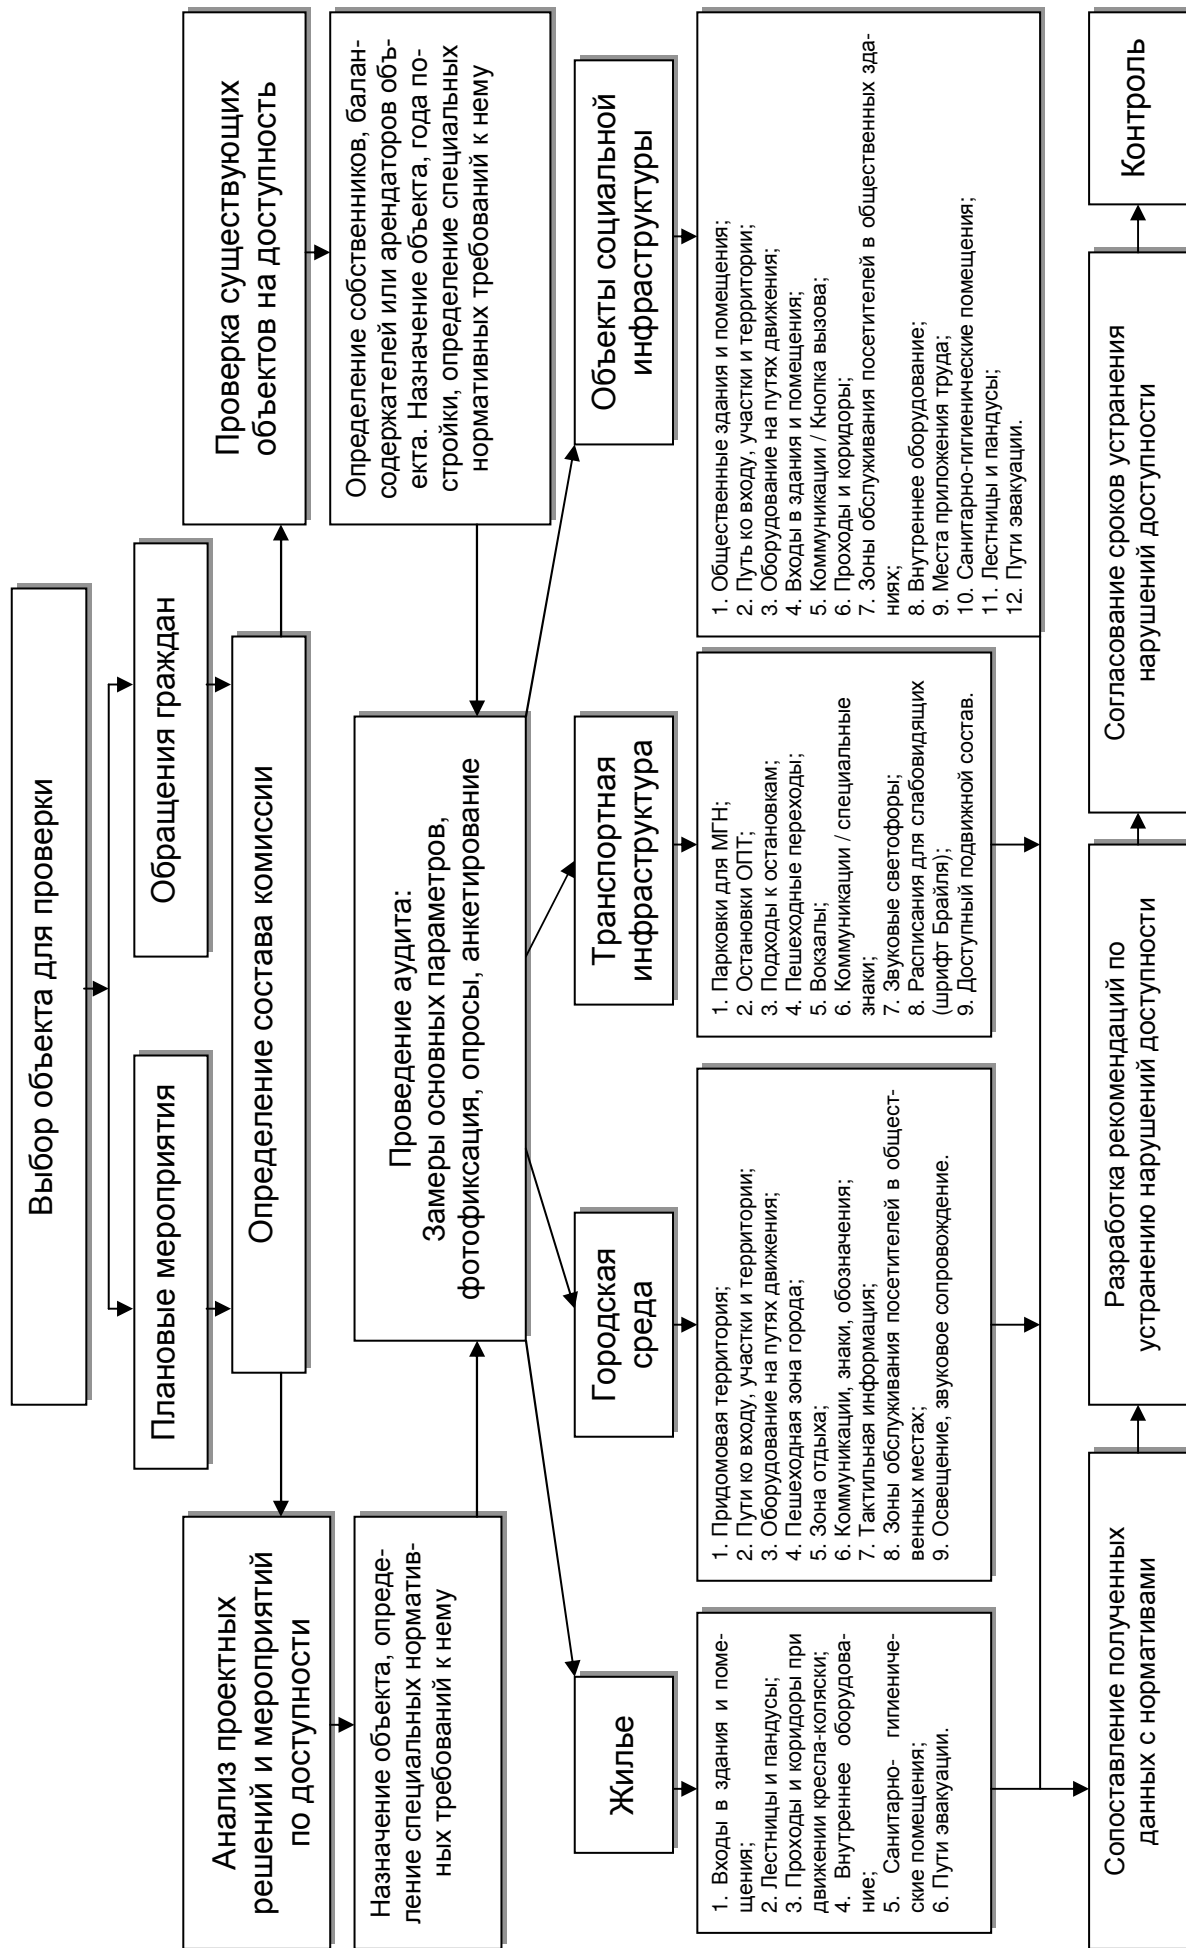 Выбор объекта для проверки
Плановые мероприятия
Обращения граждан
Определение состава комиссии
Анализ проектных
решений и мероприятий
по доступности
Проверка существующих
объектов на доступность
Назначение объекта, опреде-
ление специальных норматив-
ных требований к нему
Проведение аудита:
Замеры основных параметров,
фотофиксация, опросы, анкетирование
Определение собственников, балан-
содержателей или арендаторов объ-
екта. Назначение объекта, года по-
стройки, определение специальных
нормативных требований к нему
Жилье
Городская
среда
Транспортная
инфраструктура
Объекты социальной
инфраструктуры
1. Входы в здания и поме-
щения;
2. Лестницы и пандусы;
3. Проходы и коридоры при
движении кресла-коляски;
4. Внутреннее оборудова-
ние;
5. Санитарно- гигиениче-
ские помещения;
6. Пути эвакуации.
1. Придомовая территория;
2. Пути ко входу, участки и территории;
3. Оборудование на путях движения;
4. Пешеходная зона города;
5. Зона отдыха;
6. Коммуникации, знаки, обозначения;
7. Тактильная информация;
8. Зоны обслуживания посетителей в общест-
венных местах;
9. Освещение, звуковое сопровождение.
1. Парковки для МГН;
2. Остановки ОПТ;
3. Подходы к остановкам;
4. Пешеходные переходы;
5. Вокзалы;
6. Коммуникации / специальные
знаки;
7. Звуковые светофоры;
8. Расписания для слабовидящих
(шрифт Брайля);
9. Доступный подвижной состав.
1. Общественные здания и помещения;
2. Путь ко входу, участки и территории;
3. Оборудование на путях движения;
4. Входы в здания и помещения;
5. Коммуникации / Кнопка вызова;
6. Проходы и коридоры;
7. Зоны обслуживания посетителей в общественных зда-
ниях;
8. Внутреннее оборудование;
9. Места приложения труда;
10. Санитарно-гигиенические помещения;
11. Лестницы и пандусы;
12. Пути эвакуации.
Сопоставление полученных
данных с нормативами
Разработка рекомендаций по
устранению нарушений доступности
Согласование сроков устранения
нарушений доступности
Контроль